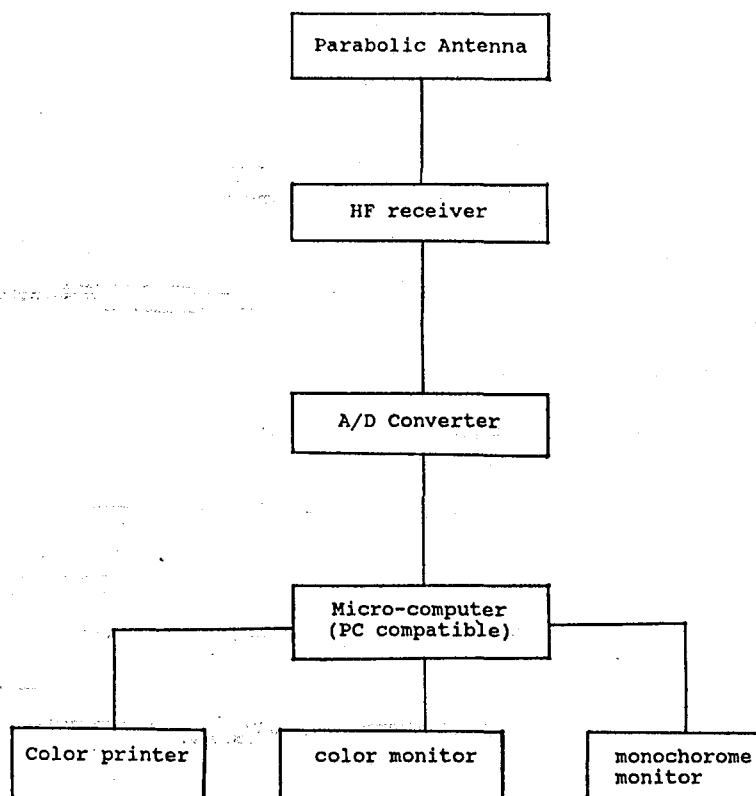 Parabolic Antenna
HF receiver
A/D Converter
Micro-computer
(PC compatible)
Color printer
color monitor
monochorome
monitor